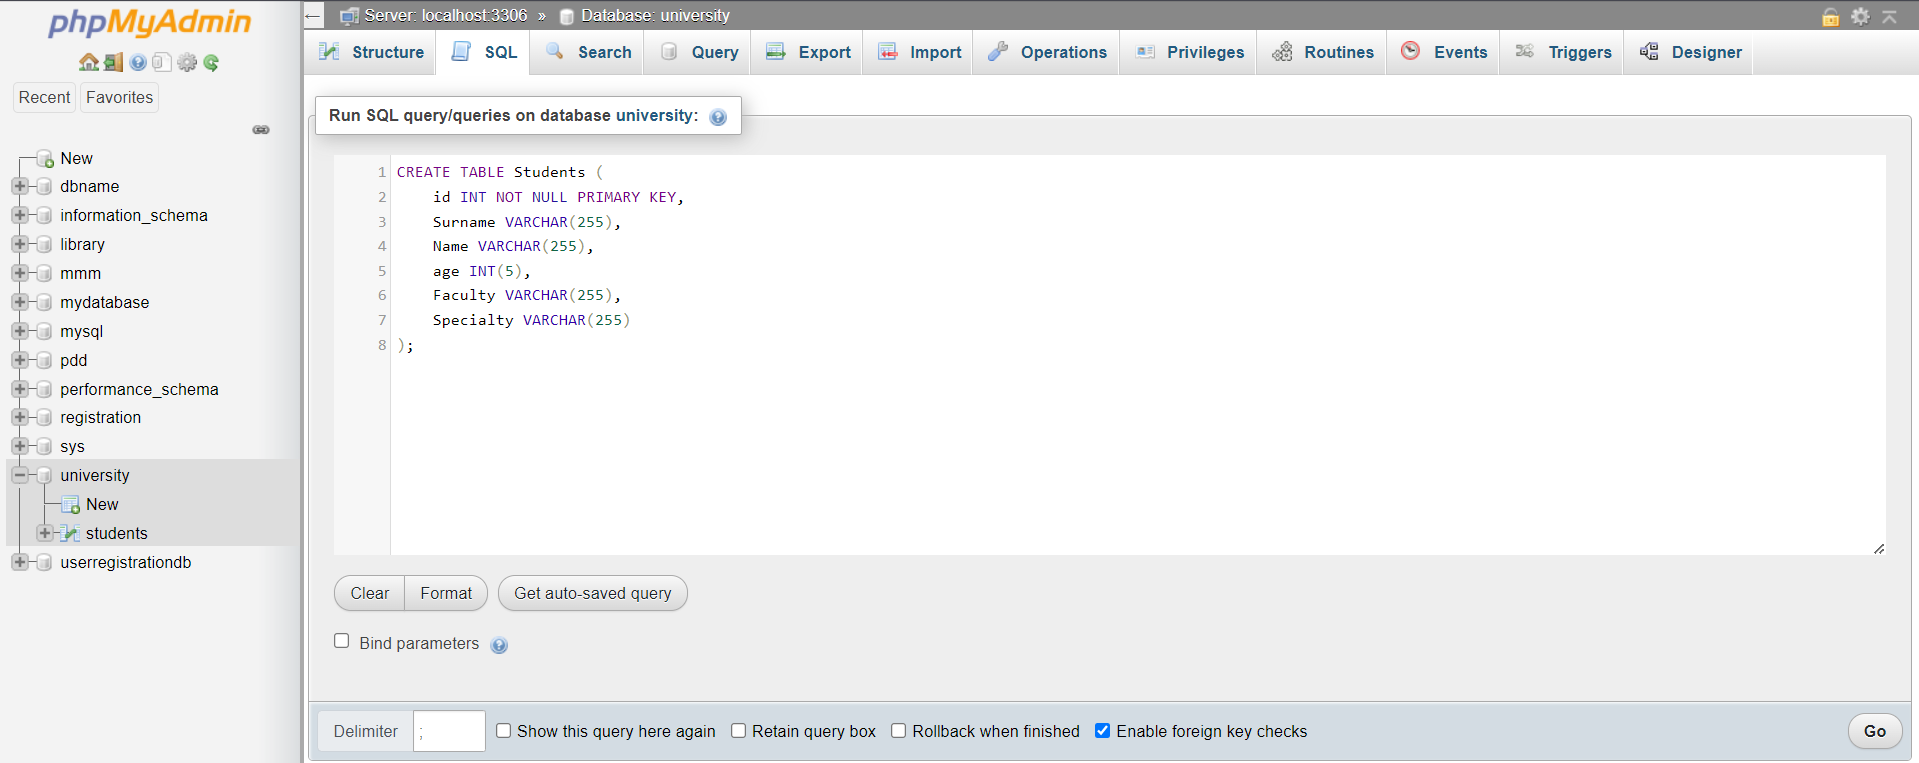 phpMyAdmin
Recent Favorites
New
dbname
information_schema
library
mmm
mydatabase
mysql
pdd
performance_schema
registration
sys
university
New
students
userregistrationdb
Server: localhost:3306 » Database: university
Structure SQL Search Query Export Import Operations Privileges Routines Events Triggers Designer
Run SQL query/queries on database university:
1 CREATE TABLE Students (
2 id INT NOT NULL PRIMARY KEY,
3 Surname VARCHAR(255),
4 Name VARCHAR(255),
5 age INT(5),
6 Faculty VARCHAR(255),
7 Specialty VARCHAR(255)
8 );
Clear Format Get auto-saved query
Bind parameters
Delimiter ; Show this query here again Retain query box Rollback when finished Enable foreign key checks Go